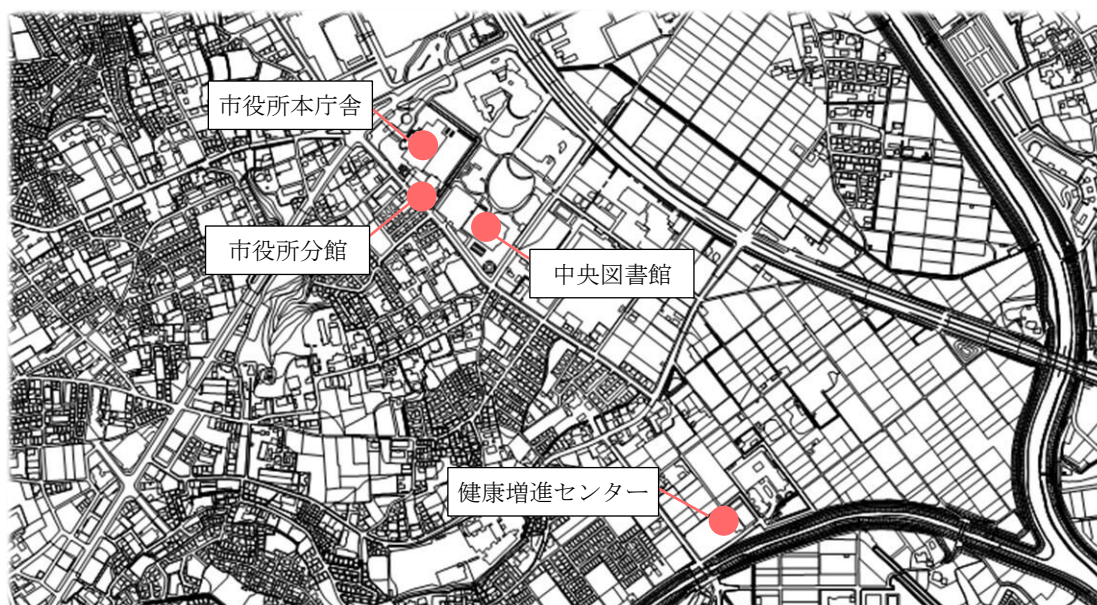 市役所本庁舎
市役所分館
中央図書館
健康増進センター